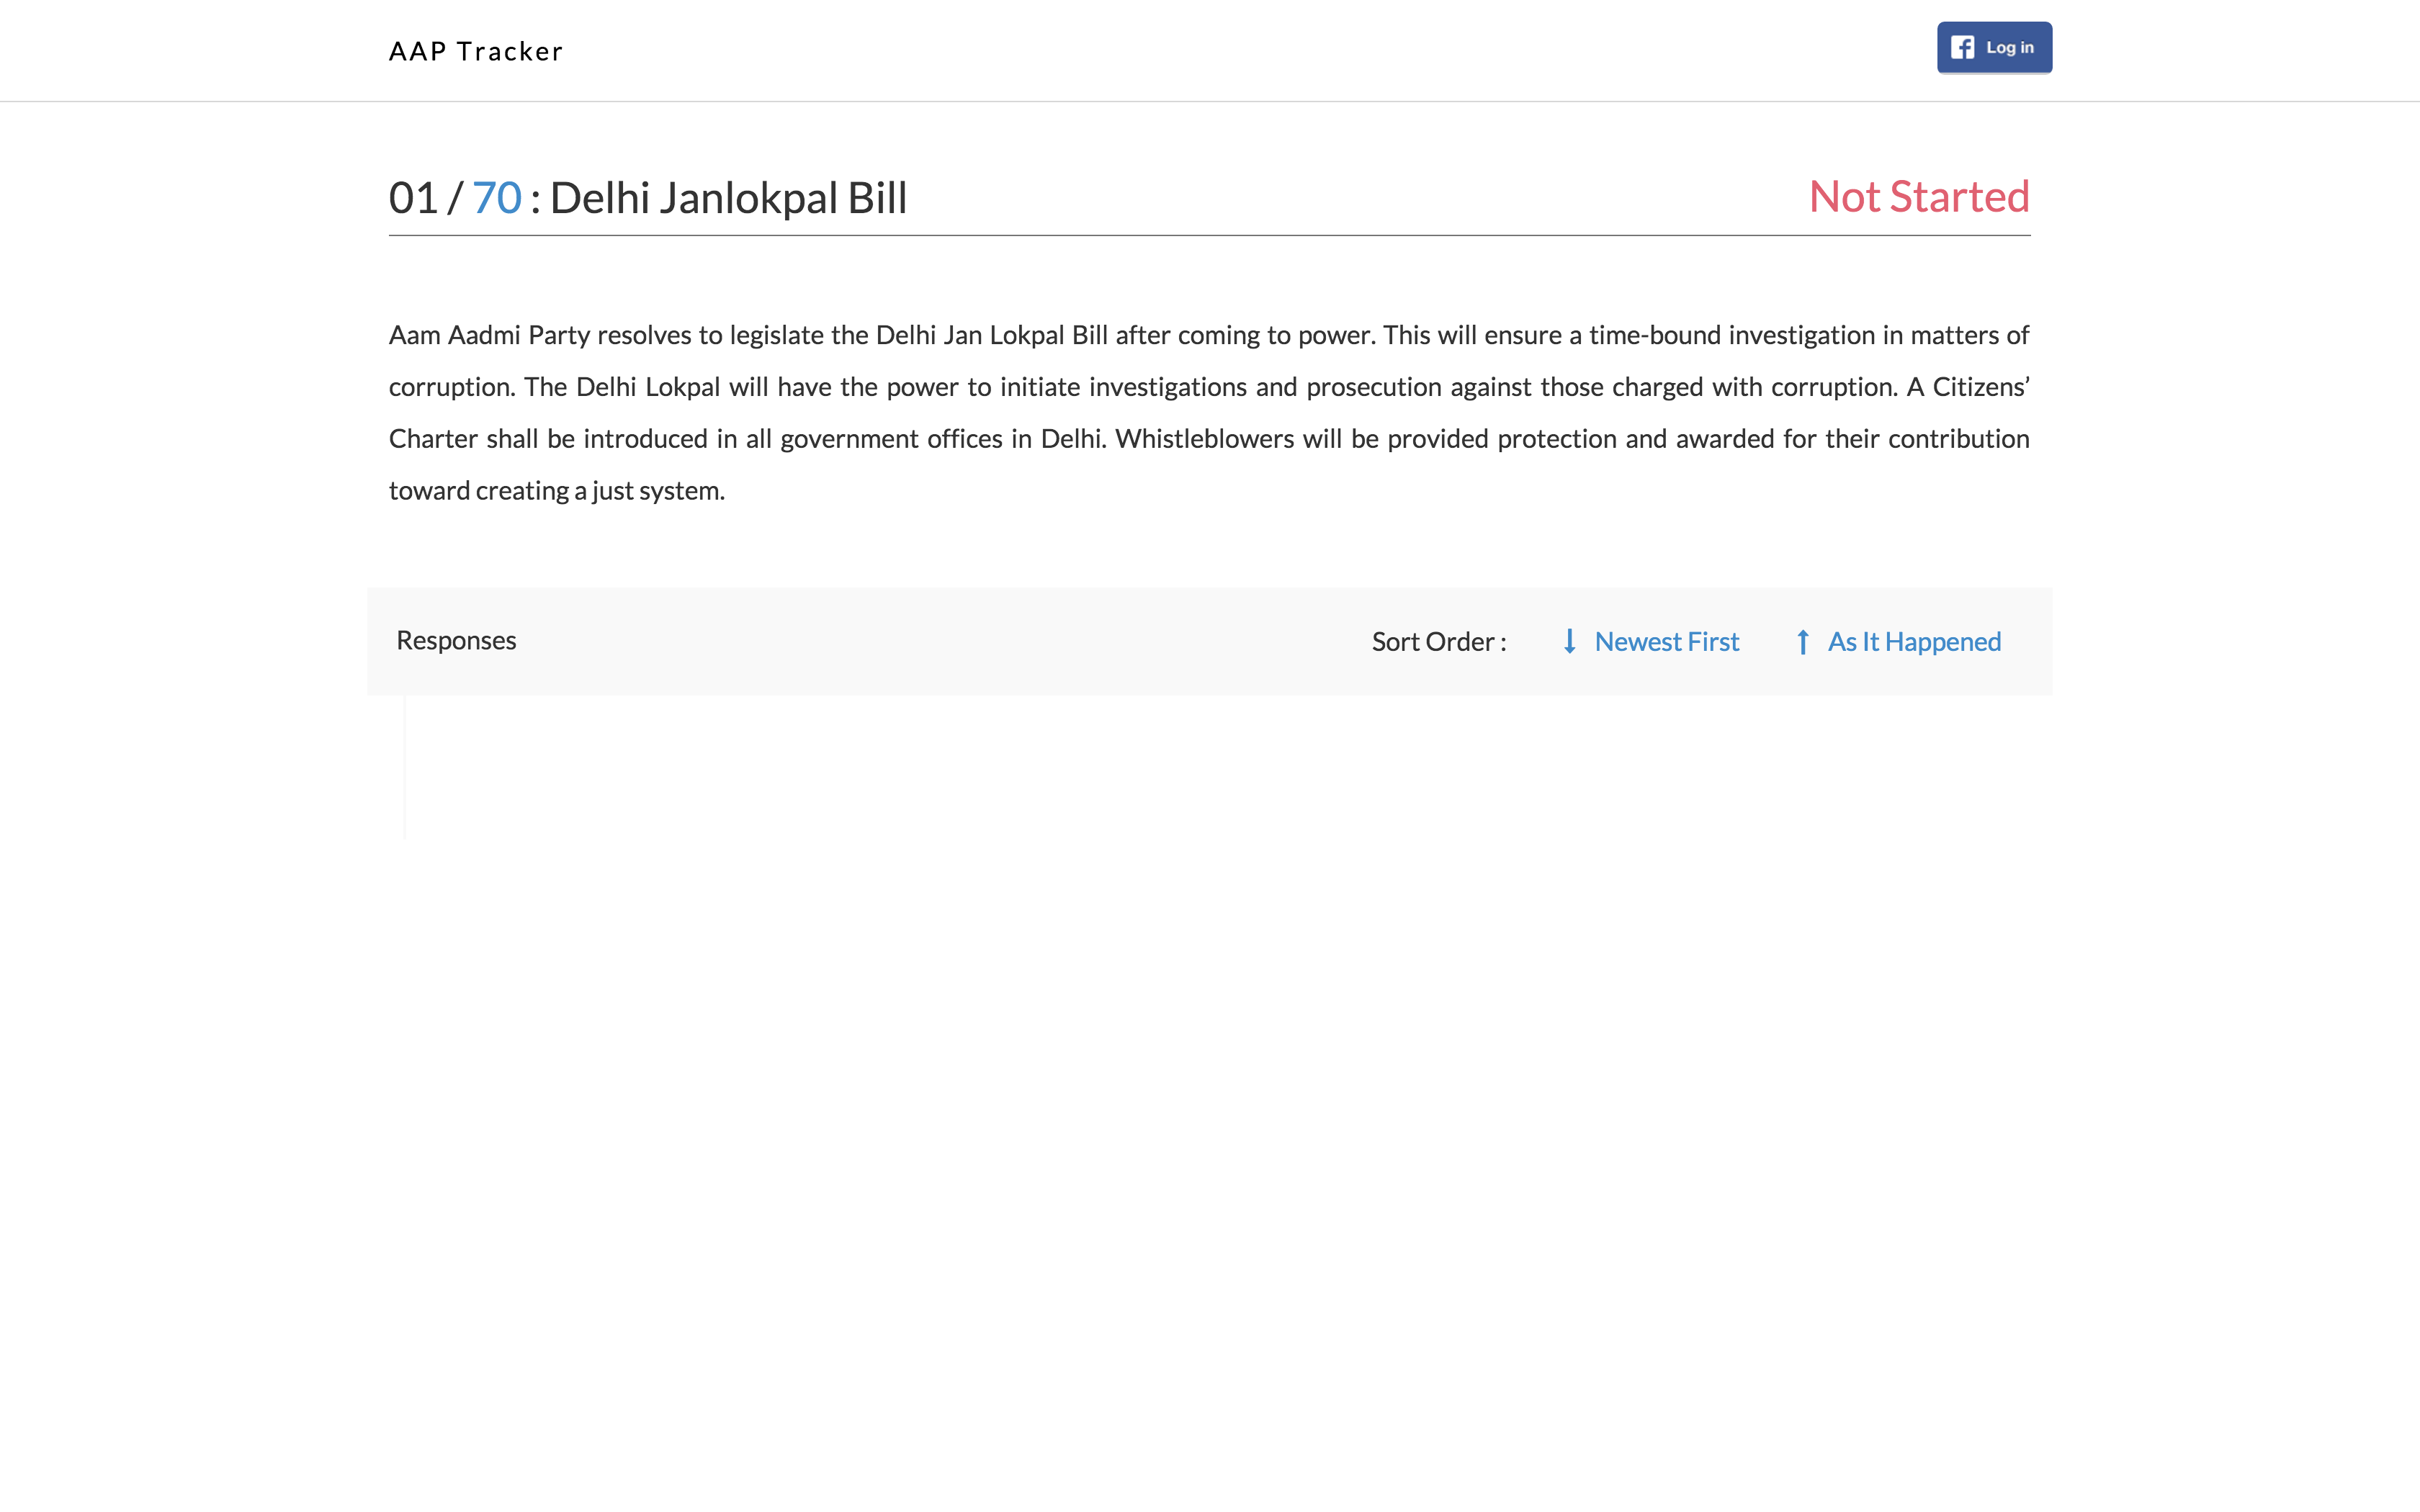 AAP Tracker
Log in
01 / 70 : Delhi Janlokpal Bill
Not Started
Aam Aadmi Party resolves to legislate the Delhi Jan Lokpal Bill after coming to power. This will ensure a time-bound investigation in matters of
corruption. The Delhi Lokpal will have the power to initiate investigations and prosecution against those charged with corruption. A Citizens’
Charter shall be introduced in all government offices in Delhi. Whistleblowers will be provided protection and awarded for their contribution
toward creating a just system.
Responses
Sort Order : Newest First As It Happened